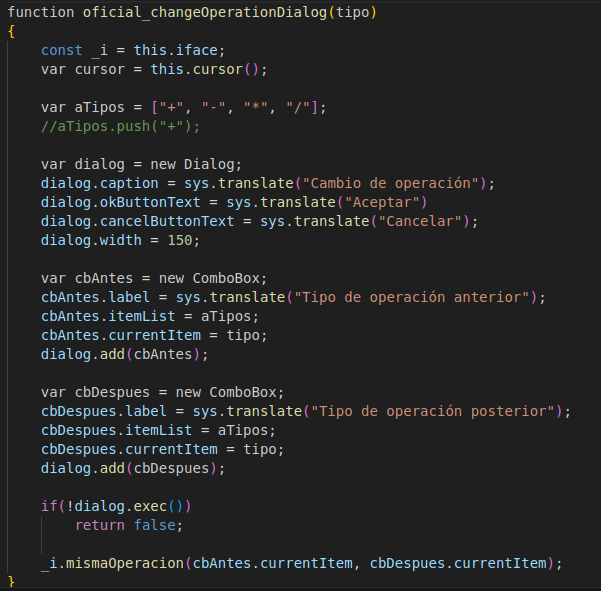 function oficial_changeOperationDialog(tipo)
{
    const _i = this.iface;
    var cursor = this.cursor();

    var aTipos = ["+", "-", "*", "/"];
    //aTipos.push("+");

    var dialog = new Dialog;
    dialog.caption = sys.translate("Cambio de operación");
    dialog.okButtonText = sys.translate("Aceptar")
    dialog.cancelButtonText = sys.translate("Cancelar");
    dialog.width = 150;

    var cbAntes = new ComboBox;
    cbAntes.label = sys.translate("Tipo de operación anterior");
    cbAntes.itemList = aTipos;
    cbAntes.currentItem = tipo;
    dialog.add(cbAntes);

    var cbDespues = new ComboBox;
    cbDespues.label = sys.translate("Tipo de operación posterior");
    cbDespues.itemList = aTipos;
    cbDespues.currentItem = tipo;
    dialog.add(cbDespues);

    if(!dialog.exec())
        return false;

    _i.mismaOperacion(cbAntes.currentItem, cbDespues.currentItem);
}